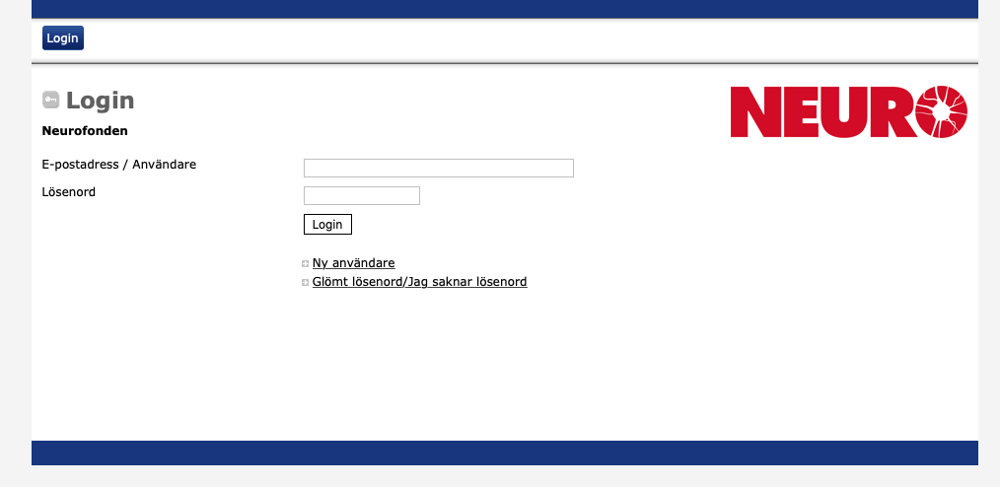 Login
Login
NEURO
Neurofonden
E-postadress / Användare
Lösenord
Login
Ny användare
Glömt lösenord/Jag saknar lösenord